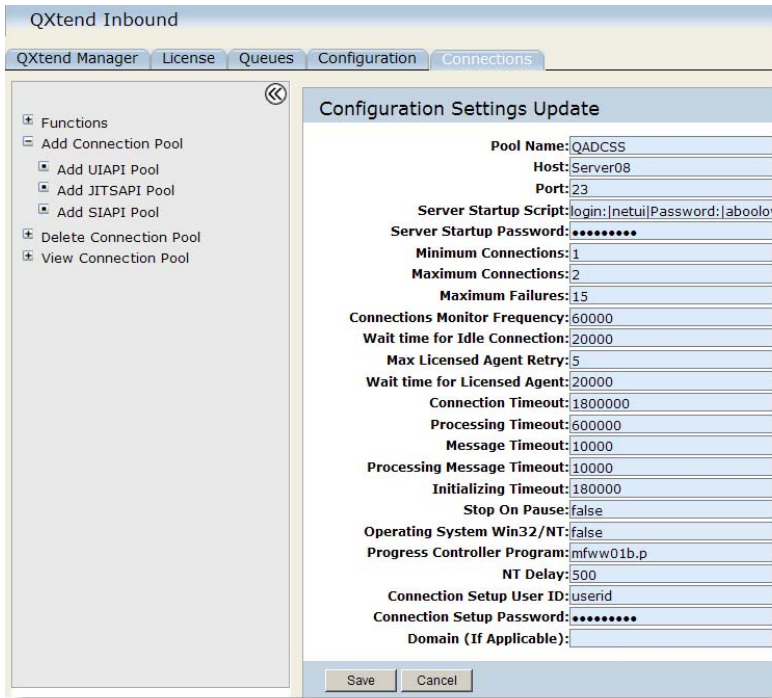 QXtend Inbound
QXtend Manager License Queues Configuration Connections
Functions
Add Connection Pool
Add UIAPI Pool
Add JITSAPI Pool
Add SIAPI Pool
Delete Connection Pool
View Connection Pool
Configuration Settings Update
Pool Name: QADCSS
Host: Server08
Port: 23
Server Startup Script: login:|netui|Password:|aboolov
Server Startup Password: •••••••••
Minimum Connections: 1
Maximum Connections: 2
Maximum Failures: 15
Connections Monitor Frequency: 60000
Wait time for Idle Connection: 20000
Max Licensed Agent Retry: 5
Wait time for Licensed Agent: 20000
Connection Timeout: 1800000
Processing Timeout: 600000
Message Timeout: 10000
Processing Message Timeout: 10000
Initializing Timeout: 180000
Stop On Pause: false
Operating System Win32/NT: false
Progress Controller Program: mfww01b.p
NT Delay: 500
Connection Setup User ID: userid
Connection Setup Password: •••••••••
Domain (If Applicable):
Save Cancel